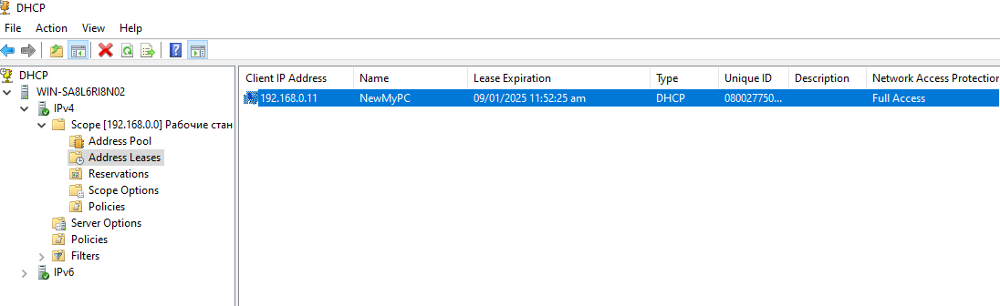 DHCP
File Action View Help
DHCP
WIN-SA8L6RI8N02
IPv4
Scope [192.168.0.0] Рабочие стан
Address Pool
Address Leases
Reservations
Scope Options
Policies
Server Options
Policies
Filters
IPv6
Client IP Address Name Lease Expiration Type Unique ID Description Network Access Protection
192.168.0.11 NewMyPC 09/01/2025 11:52:25 am DHCP 080027750... Full Access